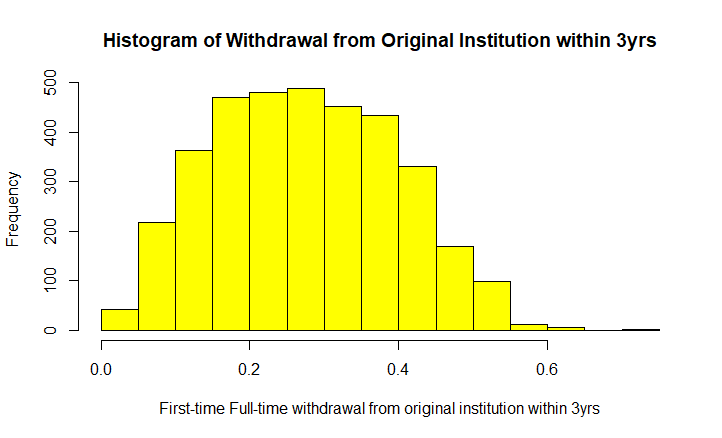 Histogram of Withdrawal from Original Institution within 3yrs
Frequency
500
400
300
200
100
0
0.0 0.2 0.4 0.6
First-time Full-time withdrawal from original institution within 3yrs